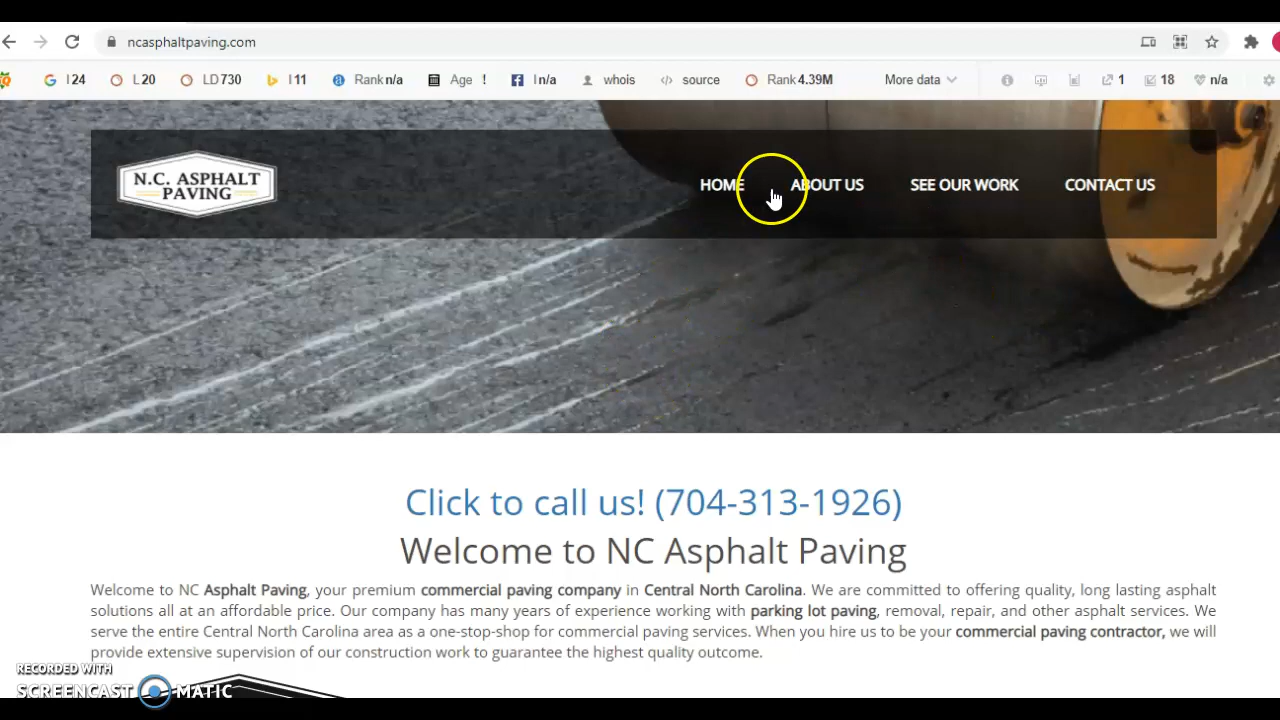 ncasphaltpaving.com
I 24 L 20 LD 730 I 11 Rank n/a Age ! I n/a whois source Rank 4.39M More data 1 18 n/a
N.C. ASPHALT
PAVING
HOME ABOUT US SEE OUR WORK CONTACT US
Click to call us! (704-313-1926)
Welcome to NC Asphalt Paving
Welcome to NC Asphalt Paving, your premium commercial paving company in Central North Carolina. We are committed to offering quality, long lasting asphalt
solutions all at an affordable price. Our company has many years of experience working with parking lot paving, removal, repair, and other asphalt services. We
serve the entire Central North Carolina area as a one-stop-shop for commercial paving services. When you hire us to be your commercial paving contractor, we will
provide extensive supervision of our construction work to guarantee the highest quality outcome.
RECORDED WITH
SCREENCAST MATIC